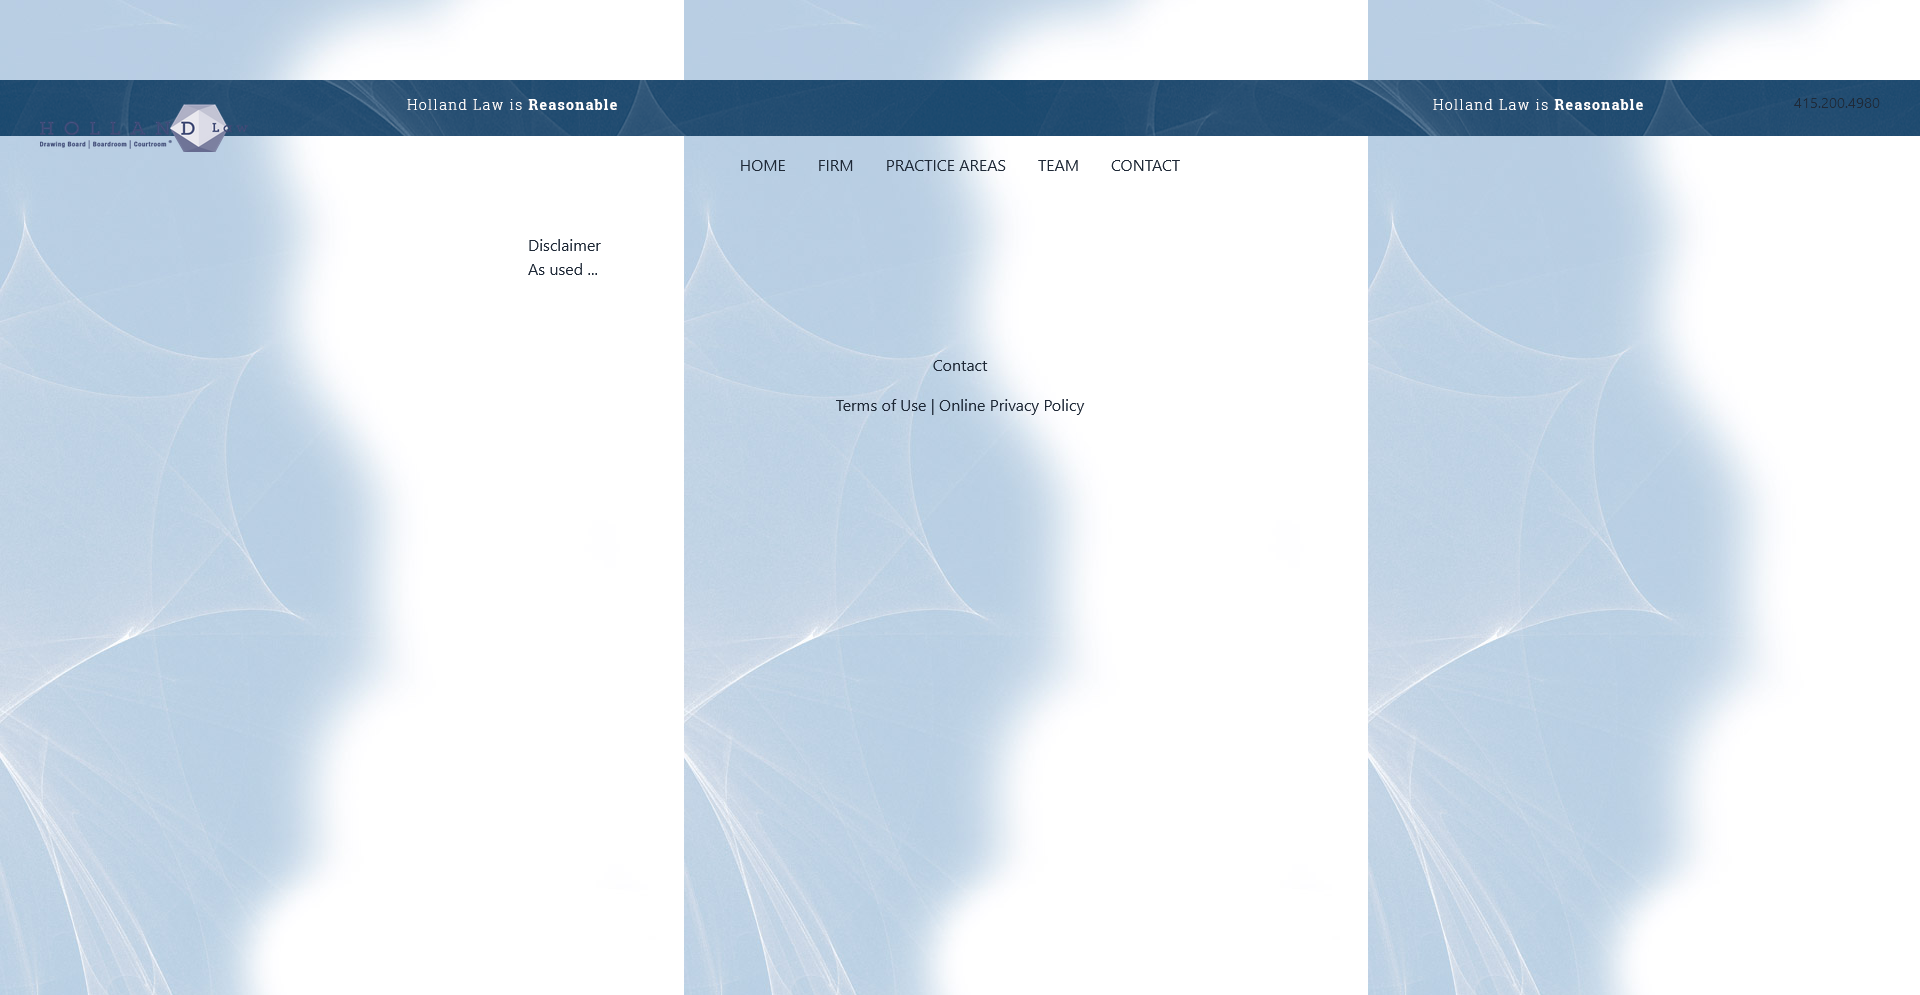 Holland Law is Reasonable
Holland Law is Reasonable
415.200.4980
HOLLAND Law
Drawing Board | Boardroom | Courtroom
HOME FIRM PRACTICE AREAS TEAM CONTACT
Disclaimer
As used ...
Contact
Terms of Use | Online Privacy Policy